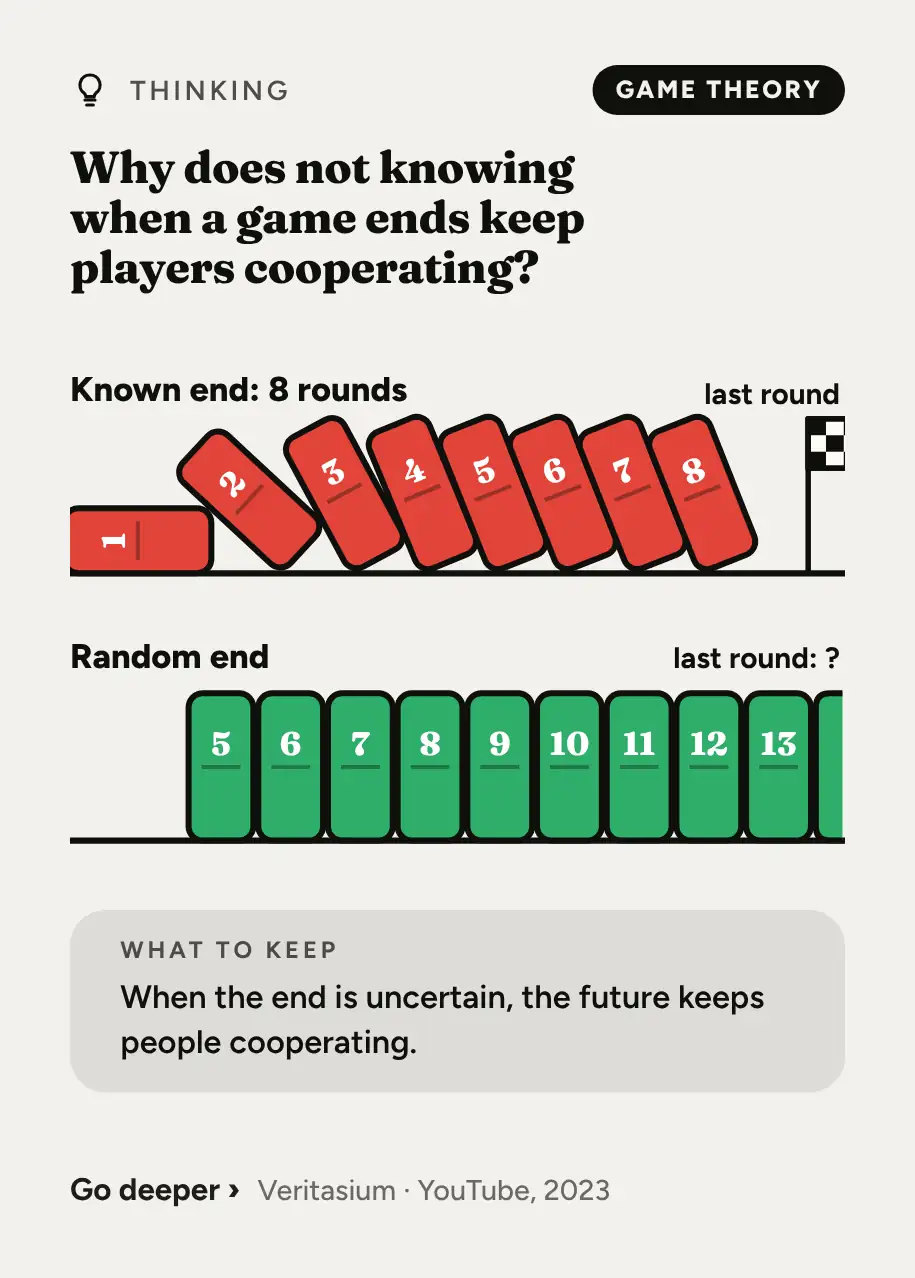 THINKING
GAME THEORY
Why does not knowing
when a game ends keep
players cooperating?
Known end: 8 rounds
last round
1
2
3
4
5
6
7
8
Random end
last round: ?
5
6
7
8
9
10
11
12
13
WHAT TO KEEP
When the end is uncertain, the future keeps
people cooperating.
Go deeper › Veritasium · YouTube, 2023